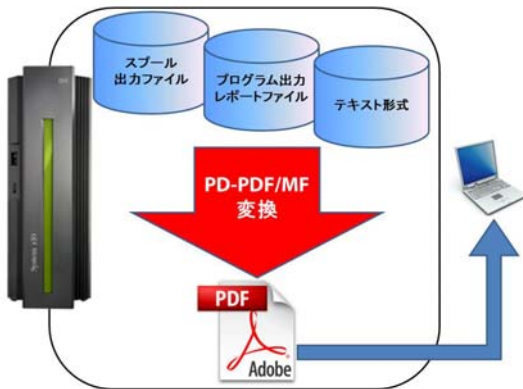 スプール
出力ファイル
プログラム出力
レポートファイル
テキスト形式
PD-PDF/MF
変換
PDF
Adobe